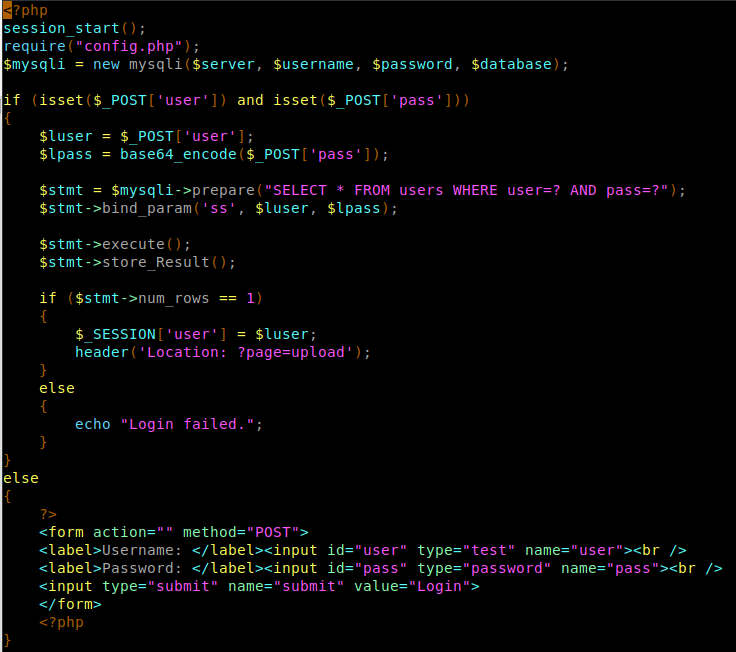 <?php
session_start();
require("config.php");
$mysqli = new mysqli($server, $username, $password, $database);

if (isset($_POST['user']) and isset($_POST['pass']))
{
    $luser = $_POST['user'];
    $lpass = base64_encode($_POST['pass']);

    $stmt = $mysqli->prepare("SELECT * FROM users WHERE user=? AND pass=?");
    $stmt->bind_param('ss', $luser, $lpass);

    $stmt->execute();
    $stmt->store_Result();

    if ($stmt->num_rows == 1)
    {
        $_SESSION['user'] = $luser;
        header('Location: ?page=upload');
    }
    else
    {
        echo "Login failed.";
    }
}
else
{
    ?>
    <form action="" method="POST">
    <label>Username: </label><input id="user" type="test" name="user"><br />
    <label>Password: </label><input id="pass" type="password" name="pass"><br />
    <input type="submit" name="submit" value="Login">
    </form>
    <?php
}